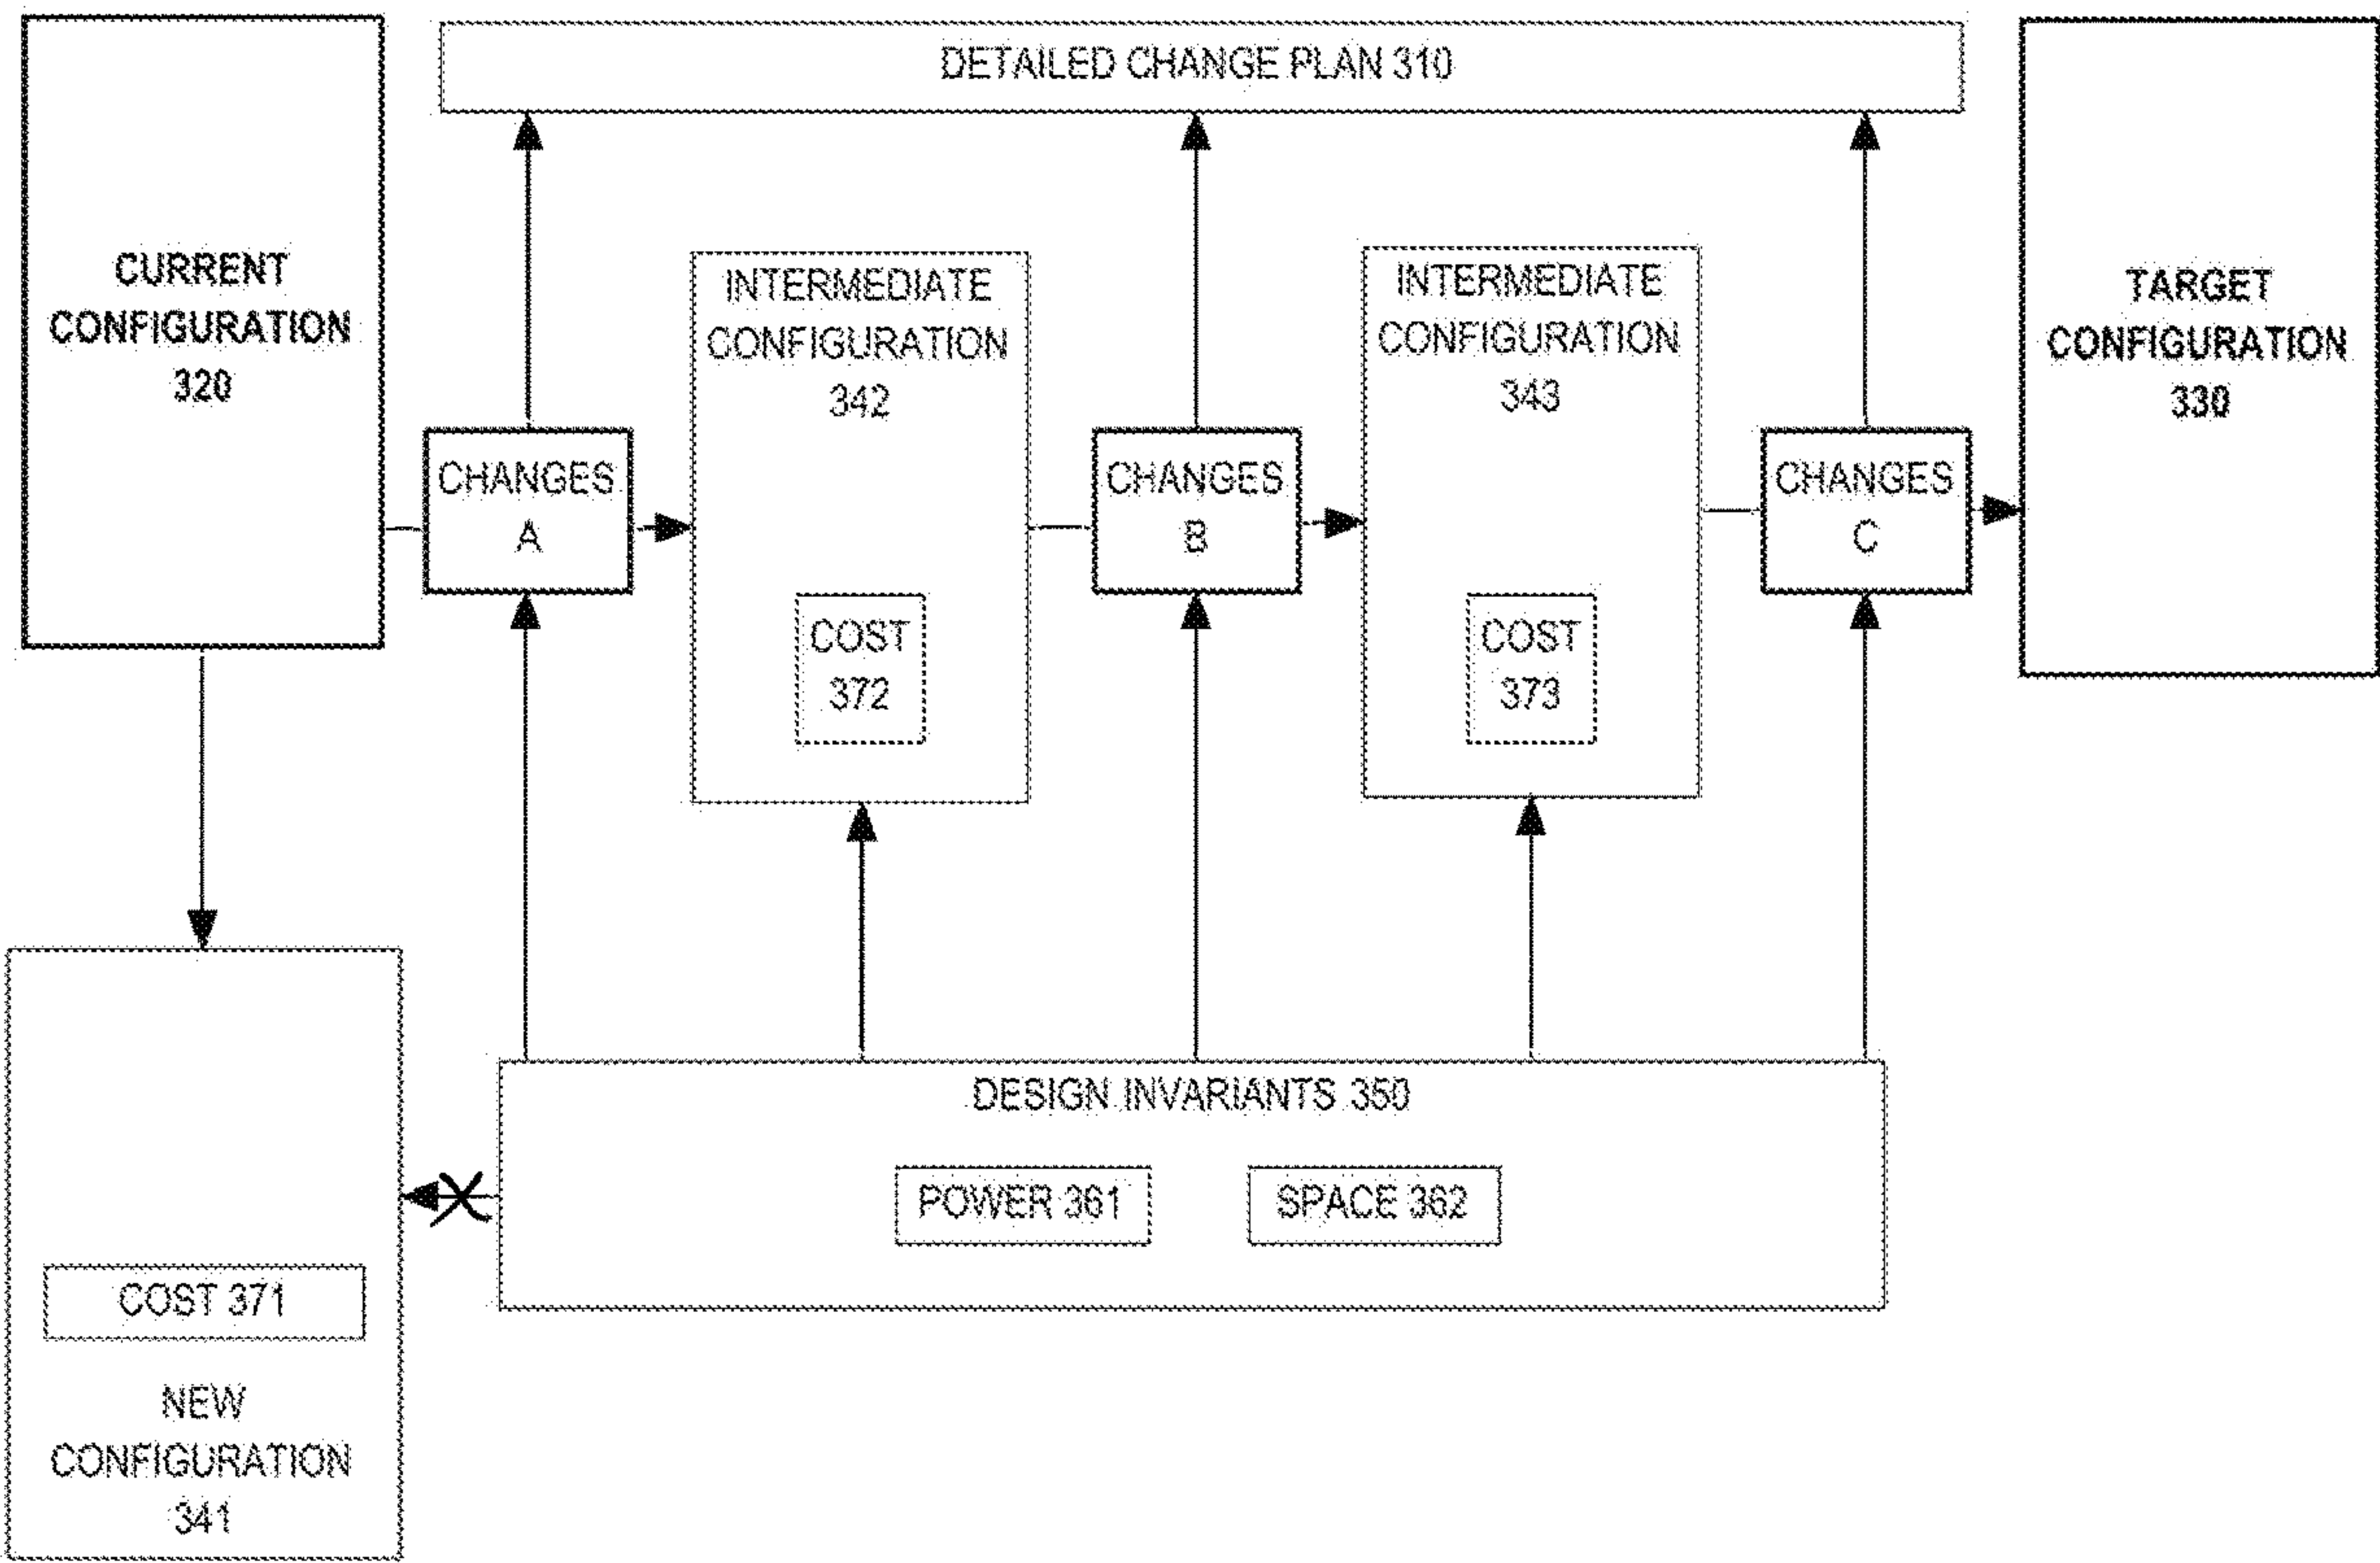 DETAILED CHANGE PLAN 310
CURRENT
CONFIGURATION
320
CHANGES
A
INTERMEDIATE
CONFIGURATION
342
COST
372
CHANGES
B
INTERMEDIATE
CONFIGURATION
343
COST
373
CHANGES
C
TARGET
CONFIGURATION
330
DESIGN INVARIANTS 350
POWER 361
SPACE 362
COST 371
NEW
CONFIGURATION
341